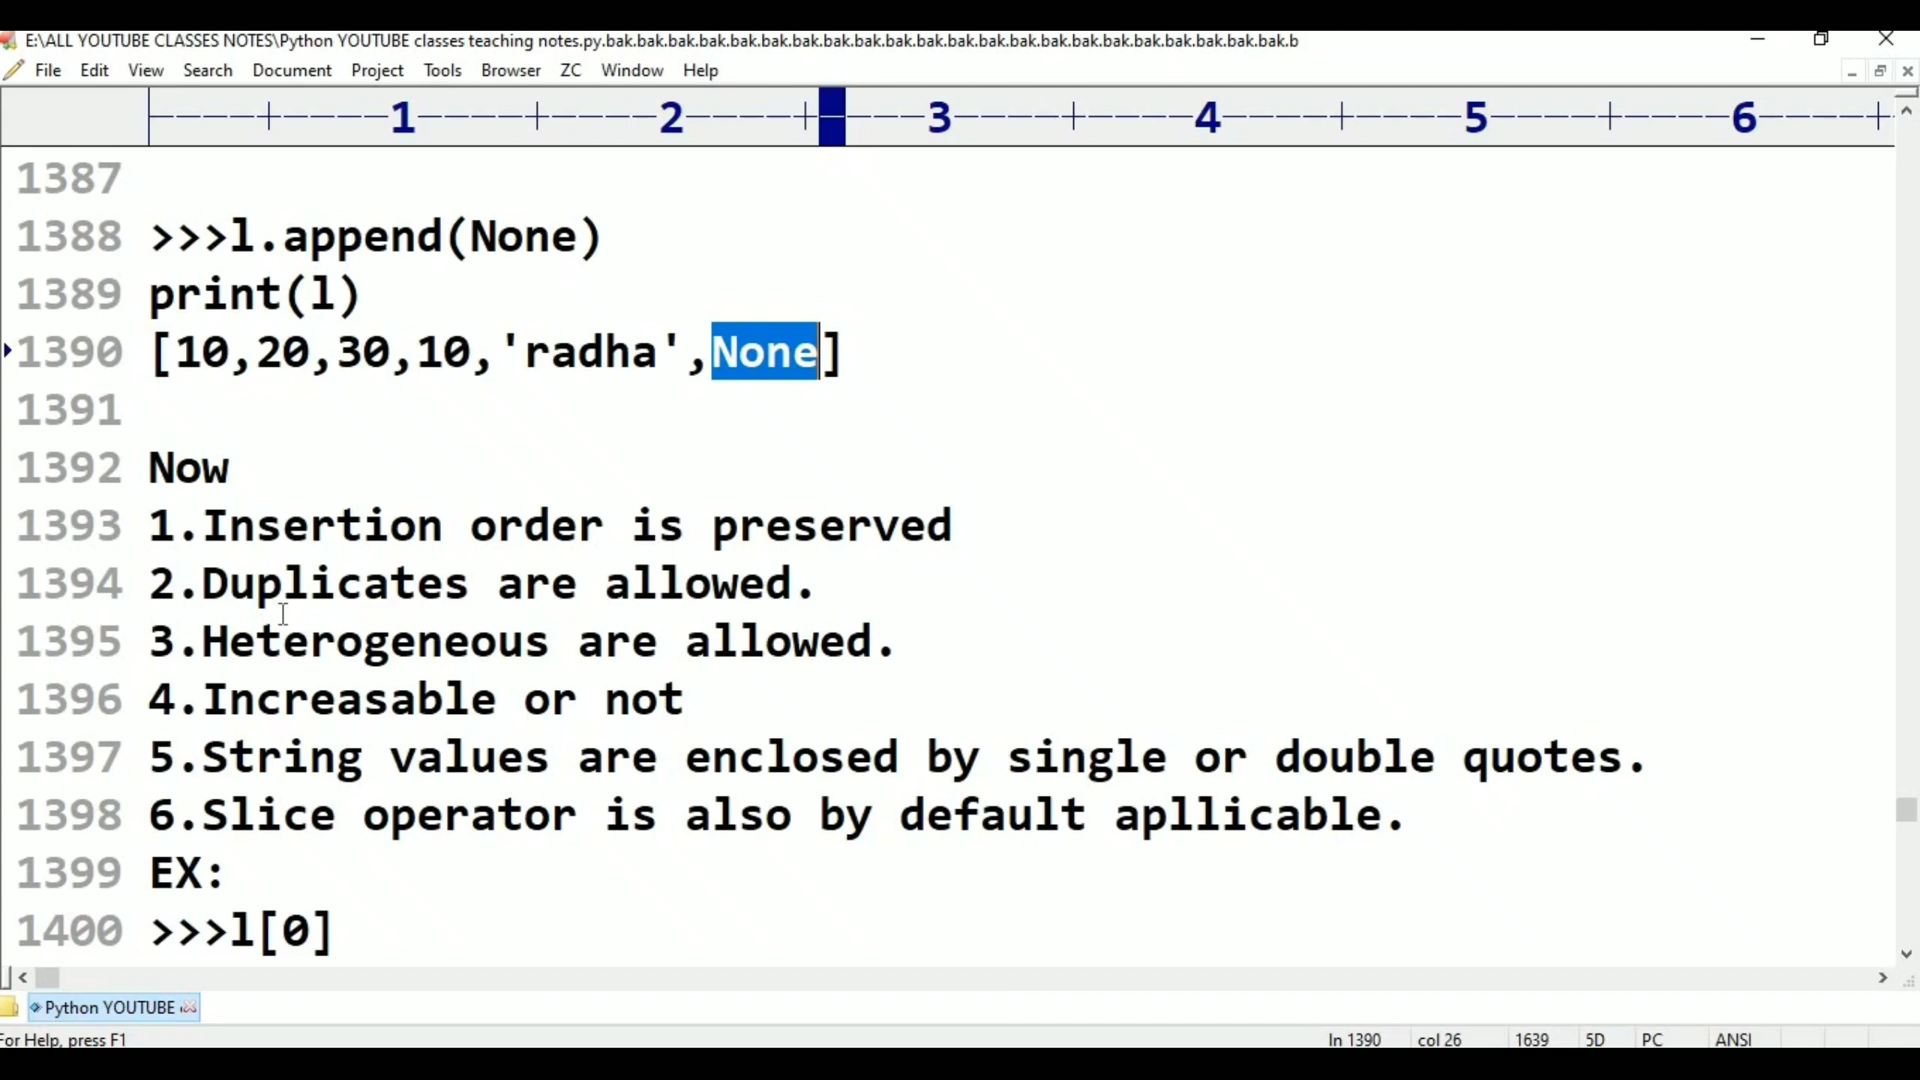 E:\ALL YOUTUBE CLASSES NOTES\Python YOUTUBE classes teaching notes.py.bak.bak.bak.bak.bak.bak.bak.bak.bak.bak.bak.bak.bak.bak.bak.bak.bak.bak.bak.bak.bak.bak.b
File Edit View Search Document Project Tools Browser ZC Window Help
1 2 3 4 5 6
1387
1388 >>>l.append(None)
1389 print(l)
1390 [10,20,30,10,'radha',None]
1391
1392 Now
1393 1.Insertion order is preserved
1394 2.Duplicates are allowed.
1395 3.Heterogeneous are allowed.
1396 4.Increasable or not
1397 5.String values are enclosed by single or double quotes.
1398 6.Slice operator is also by default apllicable.
1399 EX:
1400 >>>l[0]
Python YOUTUBE
For Help, press F1 ln 1390 col 26 1639 5D PC ANSI